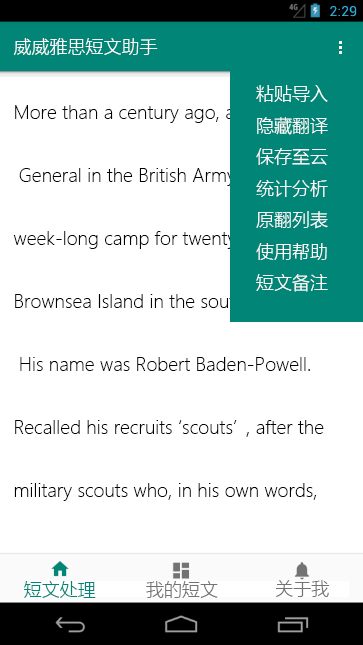 4G 2:29
威威雅思短文助手
粘贴导入
隐藏翻译
保存至云
统计分析
原翻列表
使用帮助
短文备注
More than a century ago, a
General in the British Army
week-long camp for twenty
Brownsea Island in the sou
His name was Robert Baden-Powell.
Recalled his recruits ‘scouts’ , after the
military scouts who, in his own words,
短文处理 我的短文 关于我